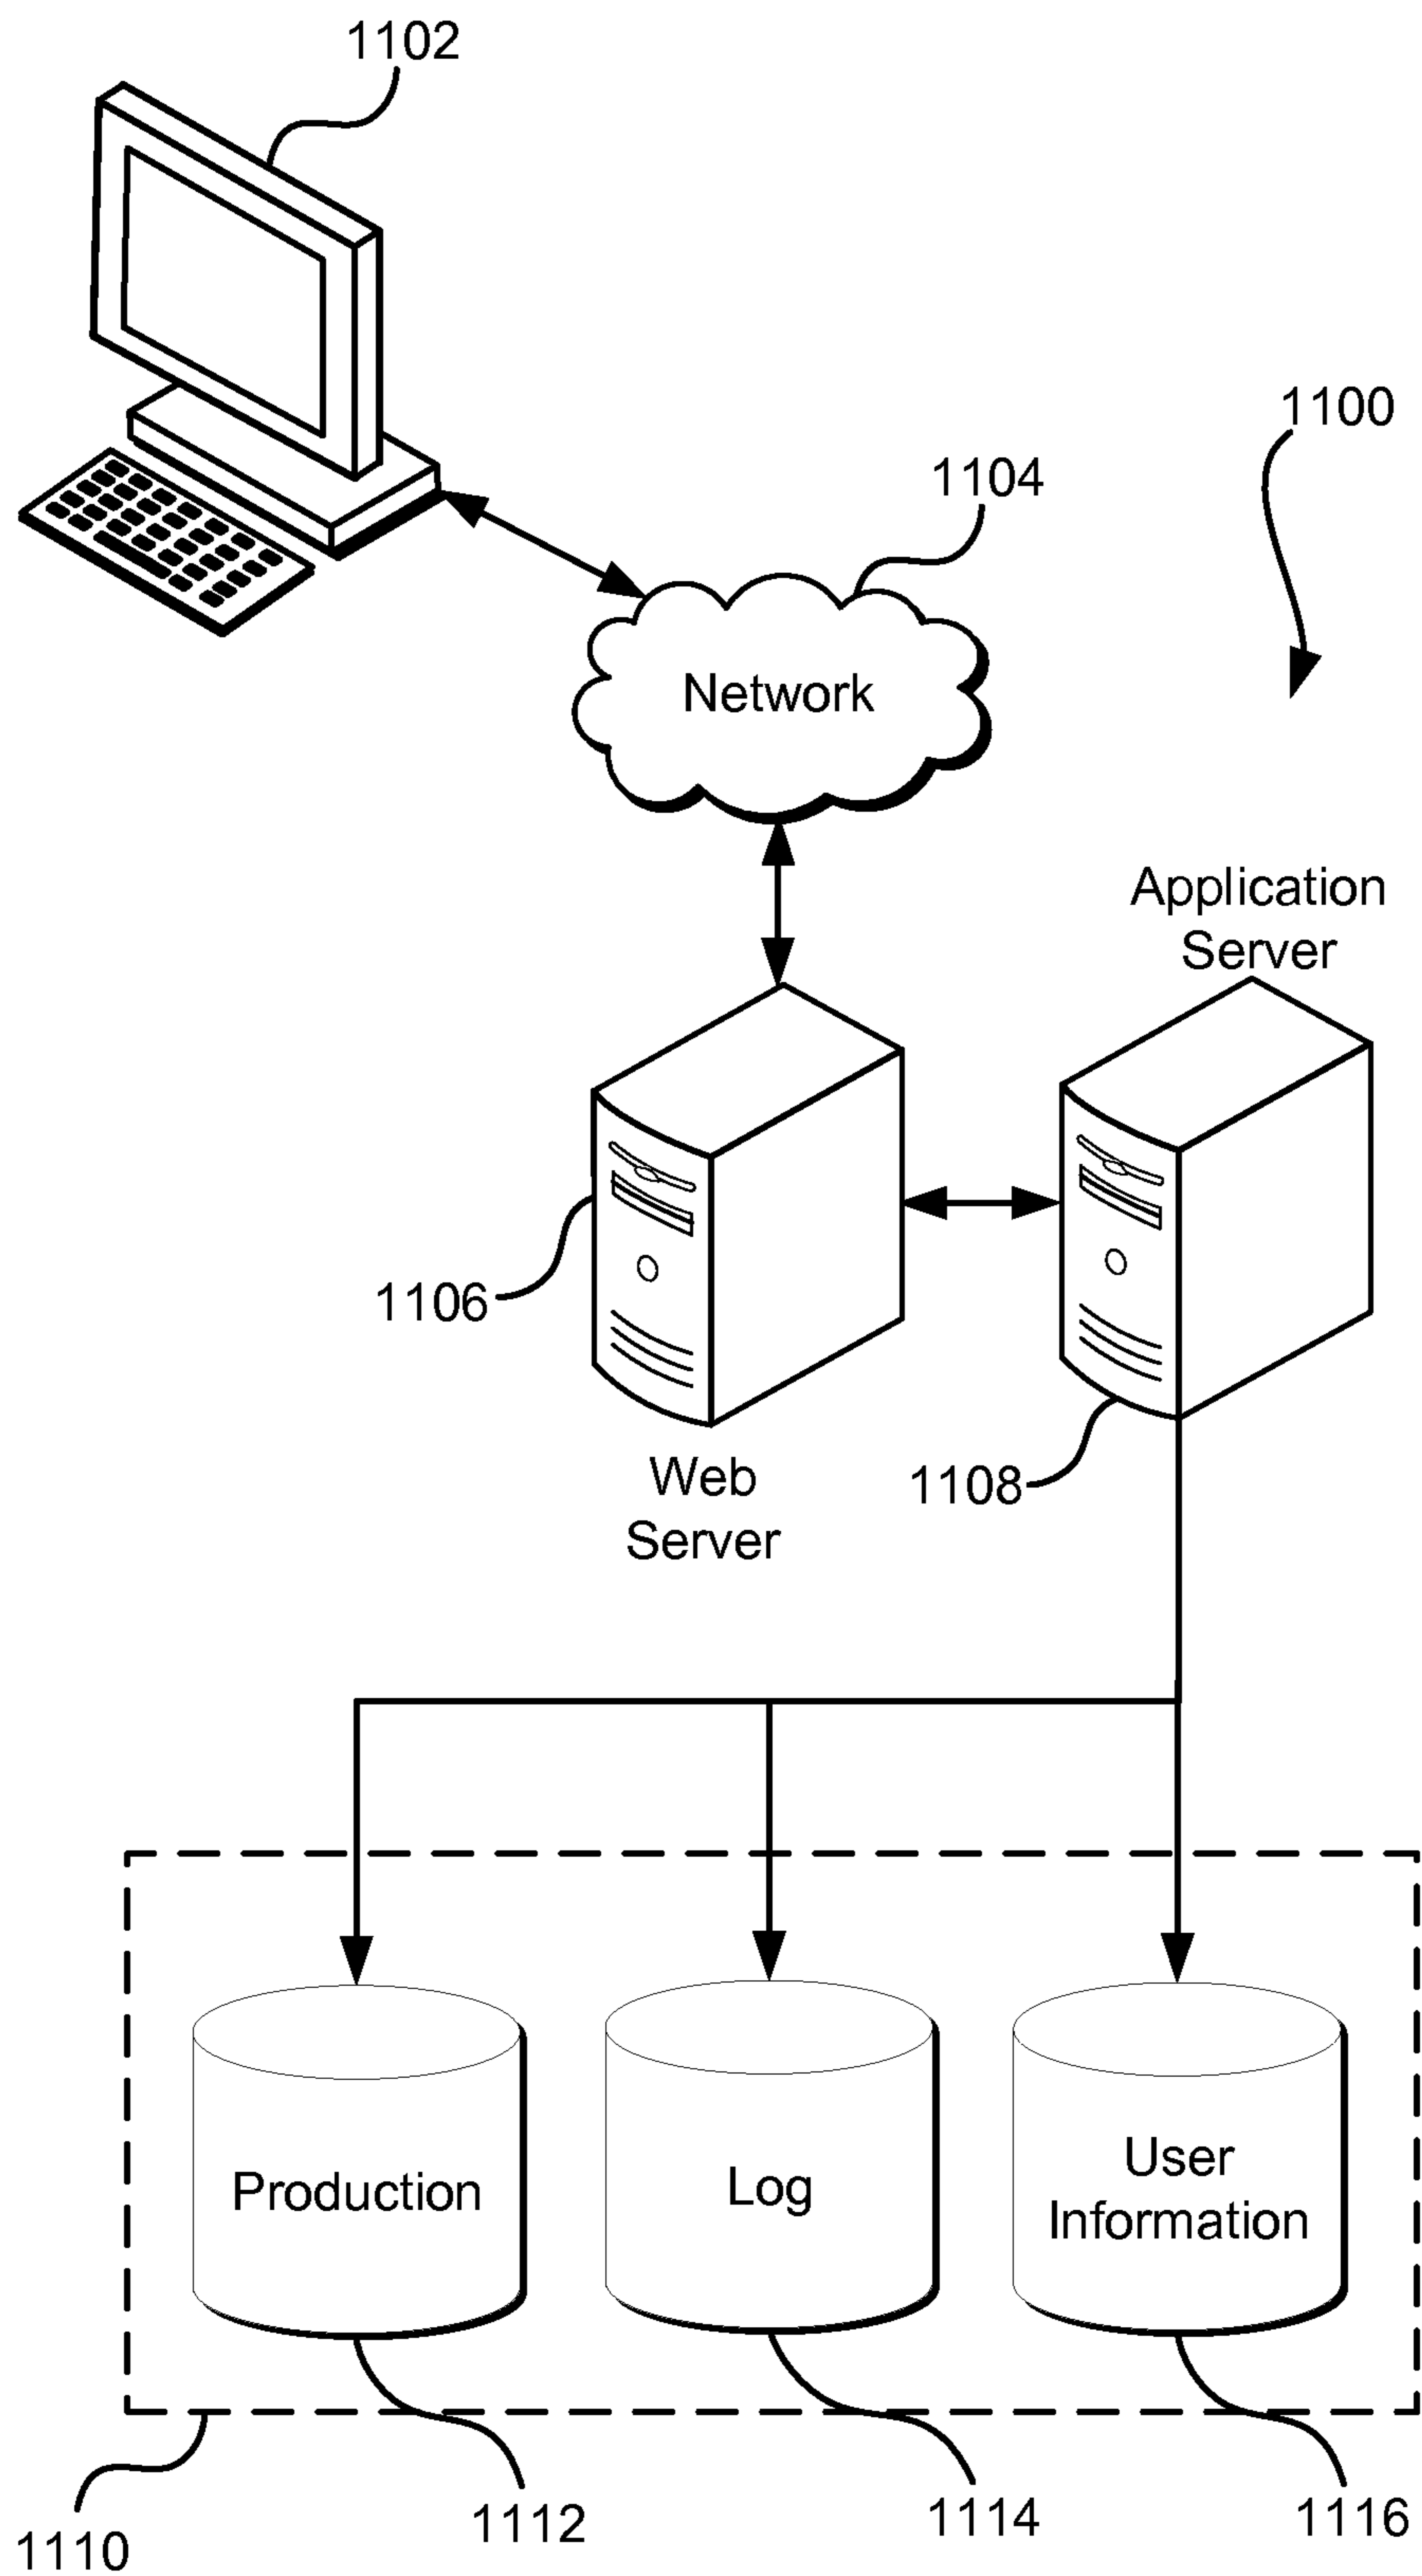 1102
1100
1104
Network
Application
Server
1106
1108
Web
Server
Production
Log
User
Information
1110
1112
1114
1116